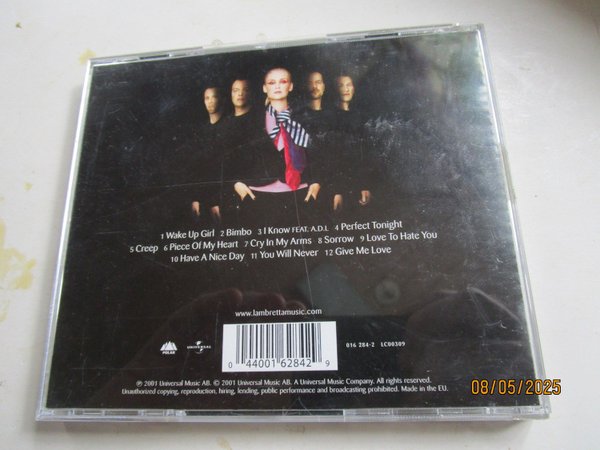 1 Wake Up Girl 2 Bimbo 3 I Know FEAT. A.D.L 4 Perfect Tonight
5 Creep 6 Piece Of My Heart 7 Cry In My Arms 8 Sorrow 9 Love To Hate You
10 Have A Nice Day 11 You Will Never 12 Give Me Love
www.lambrettamusic.com
POLAR
UNIVERSAL
016 284-2 LC00309
0 44001 62842 9
℗ 2001 Universal Music AB. © 2001 Universal Music AB. A Universal Music Company. All rights reserved.
Unauthorized copying, reproduction, hiring, lending, public performance and broadcasting prohibited. Made in the EU.
08/05/2025